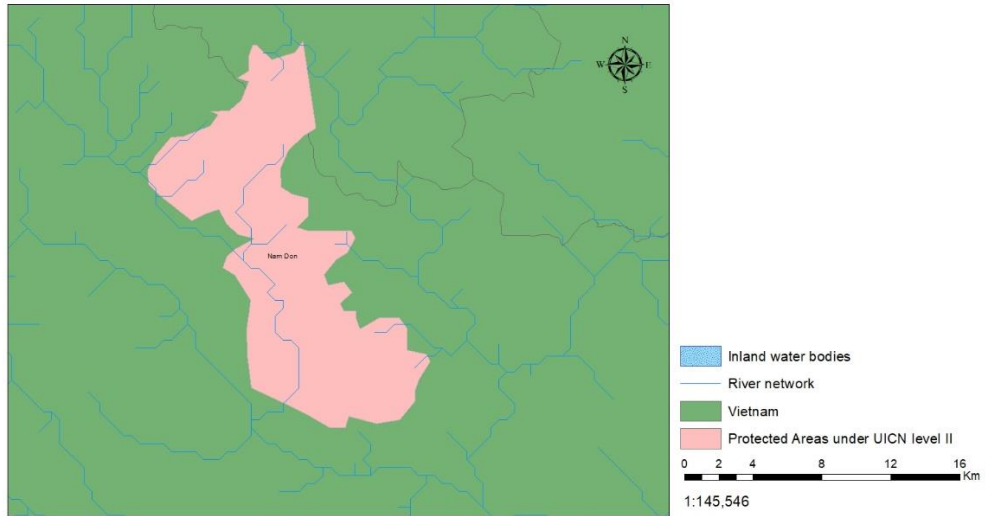 N
W E
S
Nam Don
Inland water bodies
River network
Vietnam
Protected Areas under UICN level II
0 2 4 8 12 16
Km
1:145,546